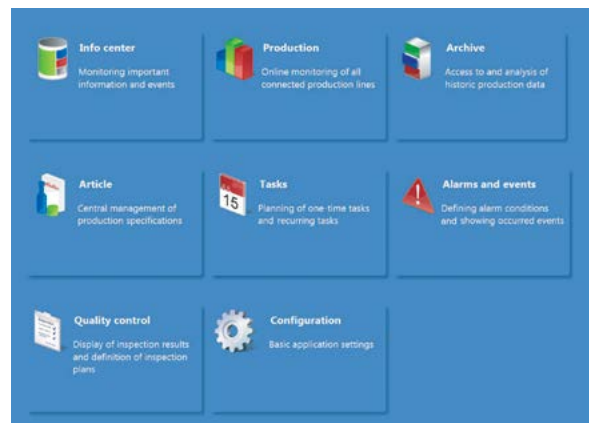 Info center
Monitoring important
information and events
Production
Online monitoring of all
connected production lines
Archive
Access to and analysis of
historic production data
Article
Central management of
production specifications
Tasks
15
Planning of one-time tasks
and recurring tasks
Alarms and events
Defining alarm conditions
and showing occurred events
Quality control
Display of inspection results
and definition of inspection
plans
Configuration
Basic application settings